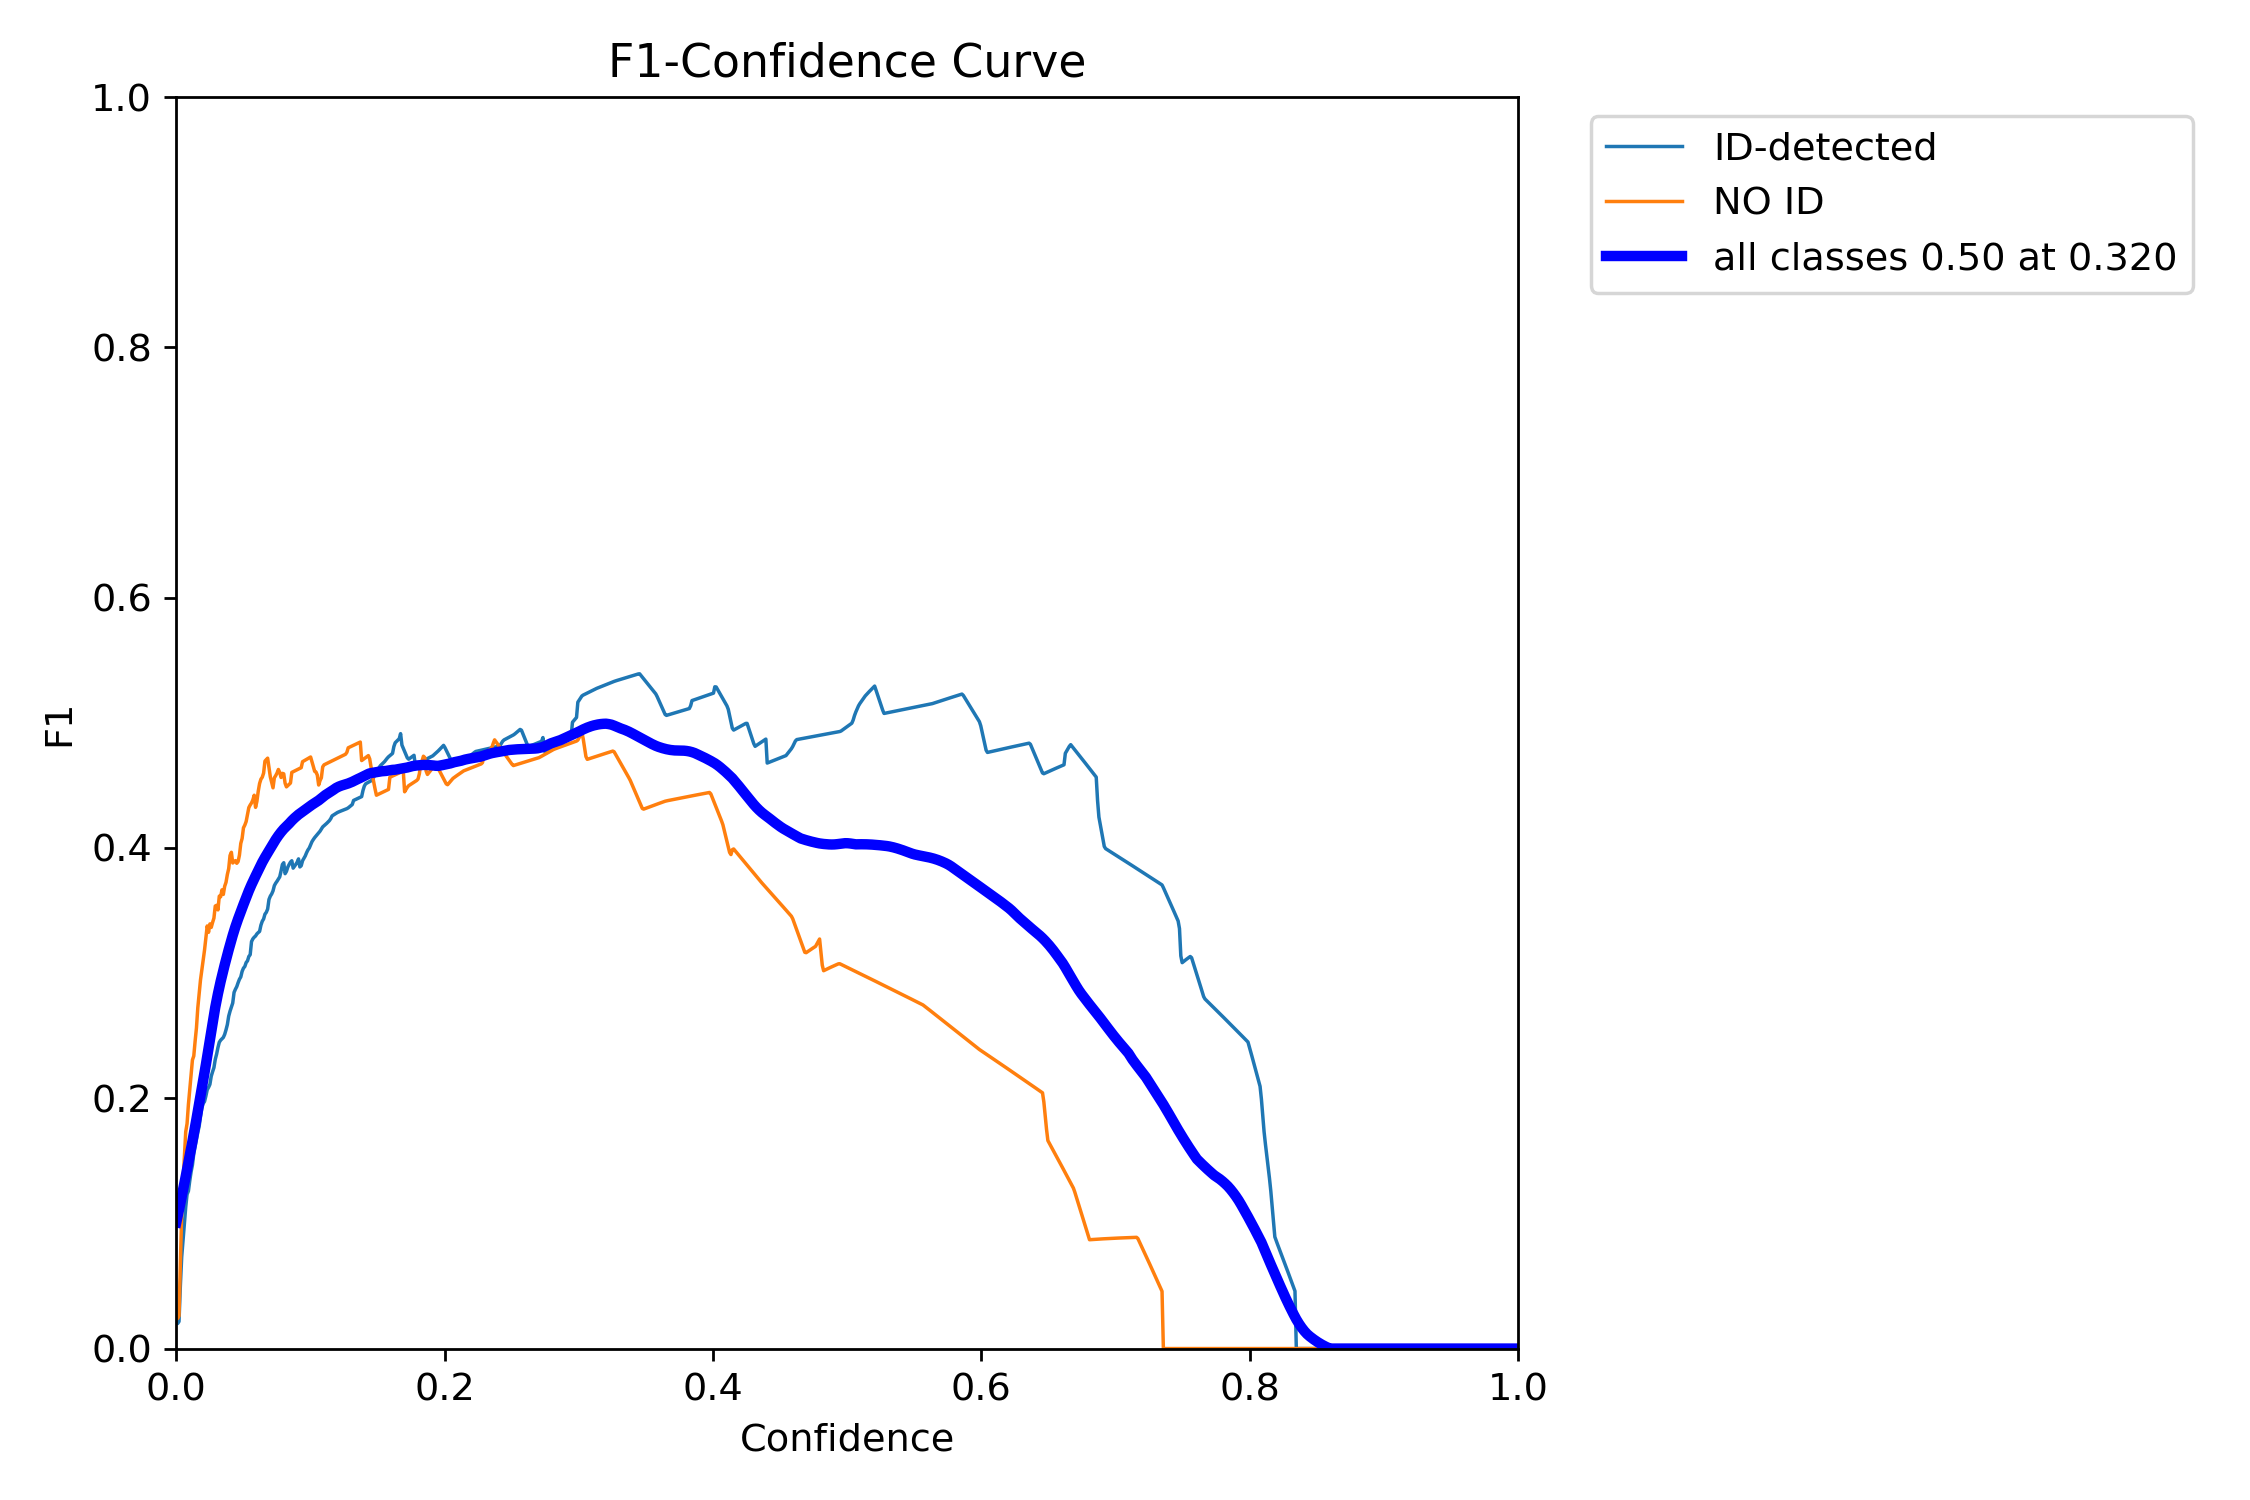 F1-Confidence Curve
1.0
0.8
0.6
0.4
0.2
0.0
F1
0.0 0.2 0.4 0.6 0.8 1.0
Confidence
ID-detected
NO ID
all classes 0.50 at 0.320